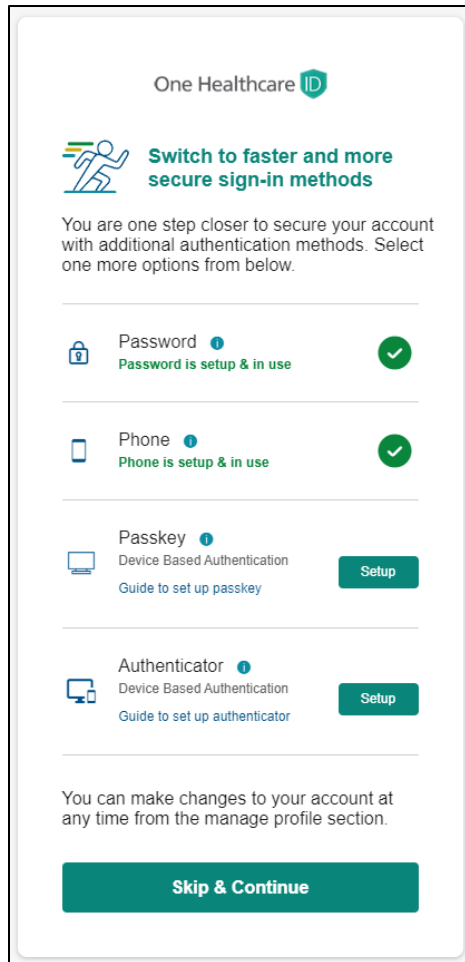 One Healthcare ID
Switch to faster and more
secure sign-in methods
You are one step closer to secure your account
with additional authentication methods. Select
one more options from below.
Password
Password is setup & in use
Phone
Phone is setup & in use
Passkey
Device Based Authentication
Setup
Guide to set up passkey
Authenticator
Device Based Authentication
Setup
Guide to set up authenticator
You can make changes to your account at
any time from the manage profile section.
Skip & Continue